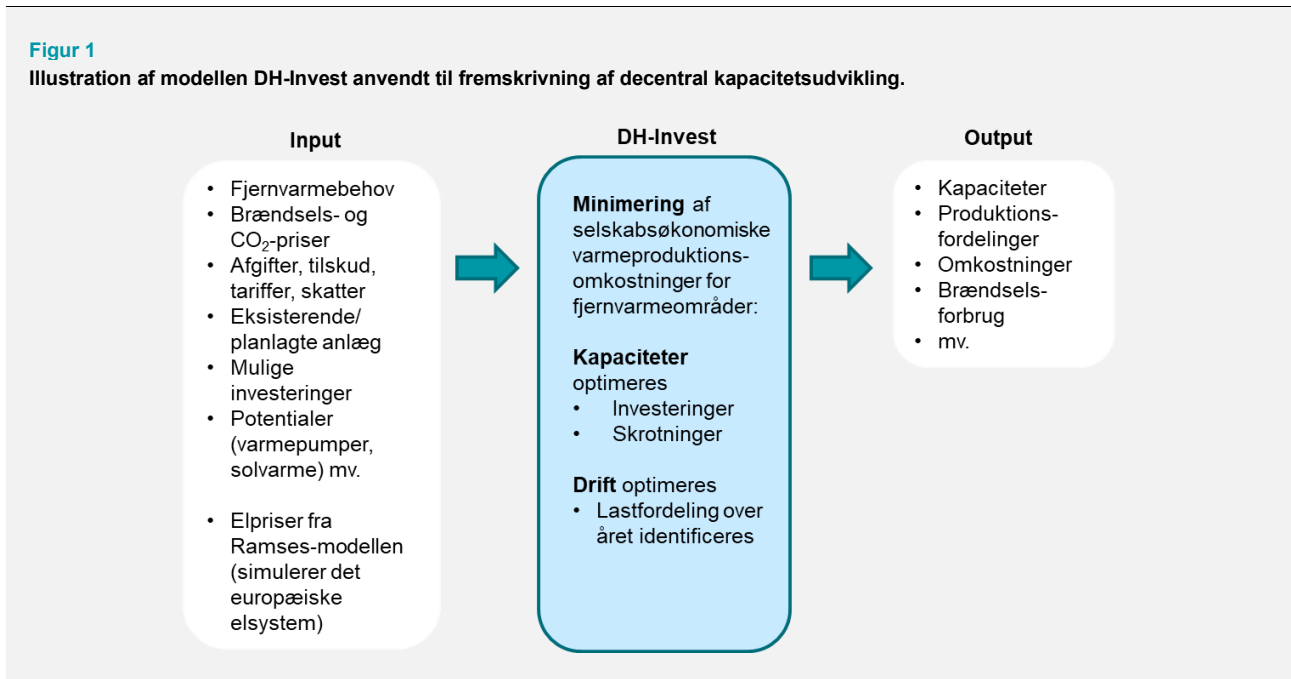 Figur 1
Illustration af modellen DH-Invest anvendt til fremskrivning af decentral kapacitetsudvikling.
Input
• Fjernvarmebehov
• Brændsels- og
CO₂-priser
• Afgifter, tilskud,
tariffer, skatter
• Eksisterende/
planlagte anlæg
• Mulige
investeringer
• Potentialer
(varmepumper,
solvarme) mv.
• Elpriser fra
Ramses-modellen
(simulerer det
europæiske
elsystem)
DH-Invest
Minimering af
selskabsøkonomiske
varmeproduktions-
omkostninger for
fjernvarmeområder:
Kapaciteter
optimeres
• Investeringer
• Skrotninger
Drift optimeres
• Lastfordeling over
året identificeres
Output
• Kapaciteter
• Produktions-
fordelinger
• Omkostninger
• Brændsels-
forbrug
• mv.